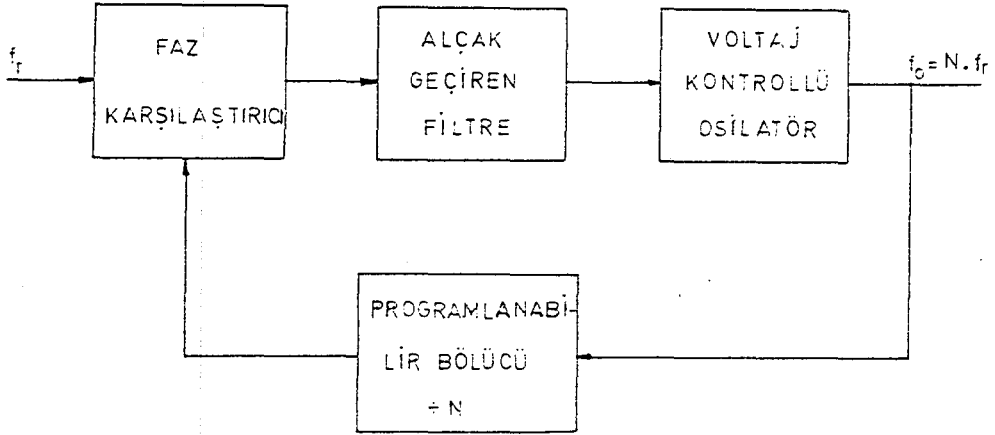 f_r
FAZ
KARŞILAŞTIRICI
ALÇAK
GEÇİREN
FİLTRE
VOLTAJ
KONTROLLÜ
OSİLATÖR
f_o = N. f_r
PROGRAMLANABİ-
LİR BÖLÜCÜ
÷ N